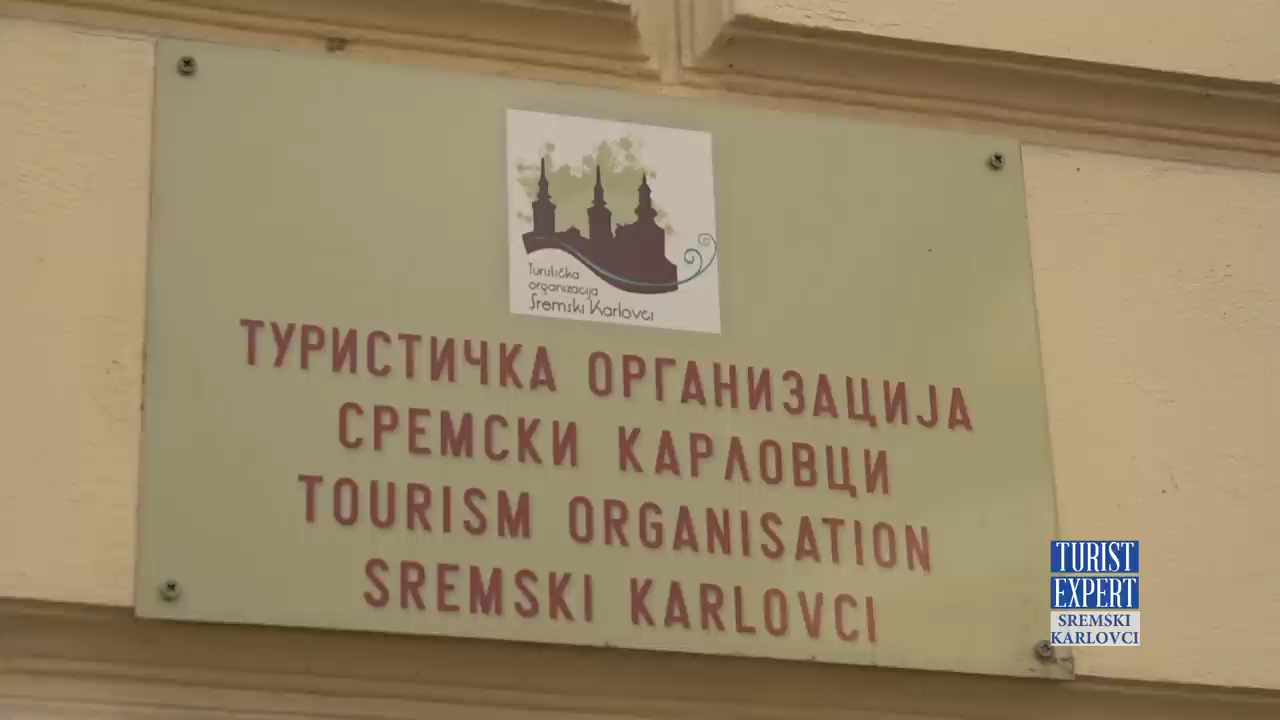 Turistička
organizacija
Sremski Karlovci
ТУРИСТИЧКА ОРГАНИЗАЦИЈА
СРЕМСКИ КАРЛОВЦИ
TOURISM ORGANISATION
SREMSKI KARLOVCI
TURIST
EXPERT
SREMSKI
KARLOVCI